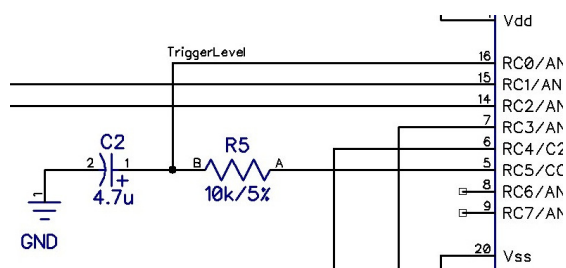 Vdd
TriggerLevel
16 RC0/AN
15 RC1/AN
14 RC2/AN
7 RC3/AN
C2
R5
6 RC4/C2
2 1 B A 5 RC5/CC
+
4.7u
10k/5%
8 RC6/AN
1
9 RC7/AN
GND
20 Vss